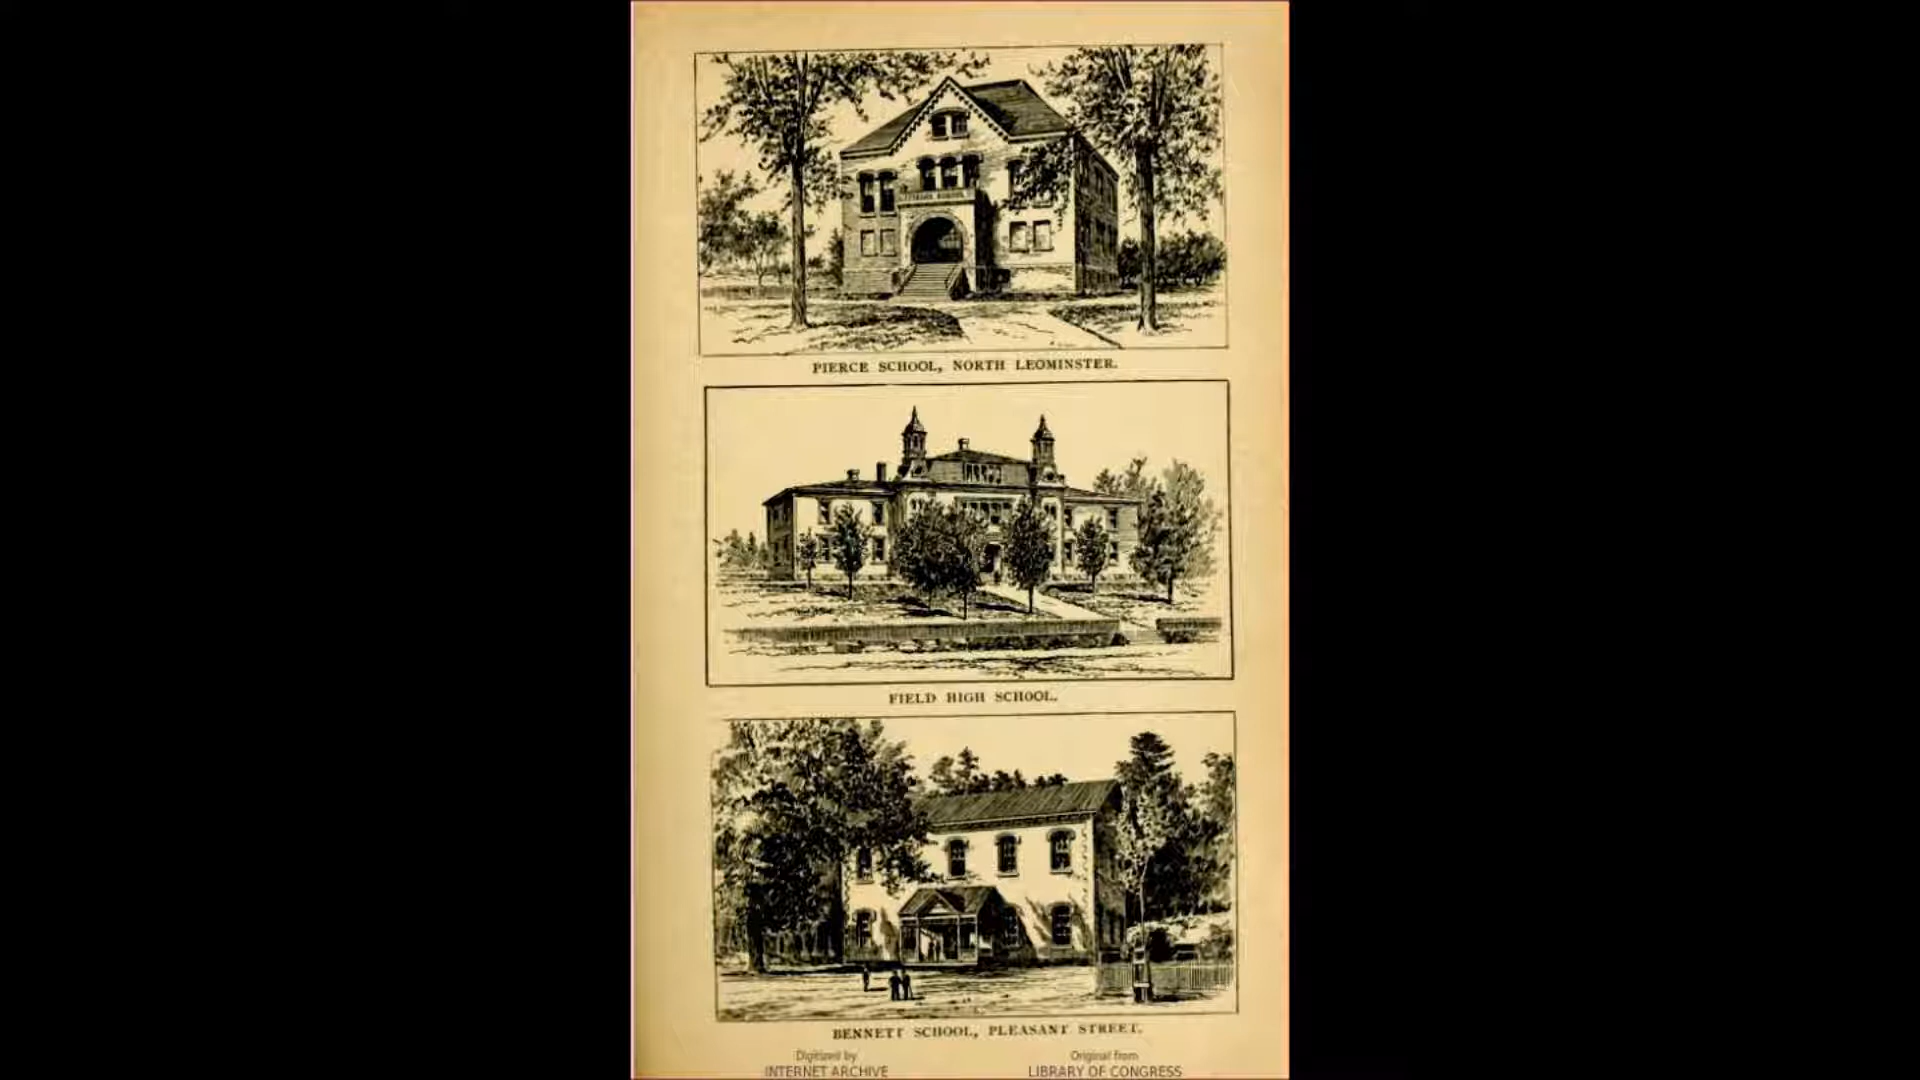 PIERCE SCHOOL, NORTH LEOMINSTER.
FIELD HIGH SCHOOL.
BENNETT SCHOOL, PLEASANT STREET.
Digitized by
INTERNET ARCHIVE
Original from
LIBRARY OF CONGRESS